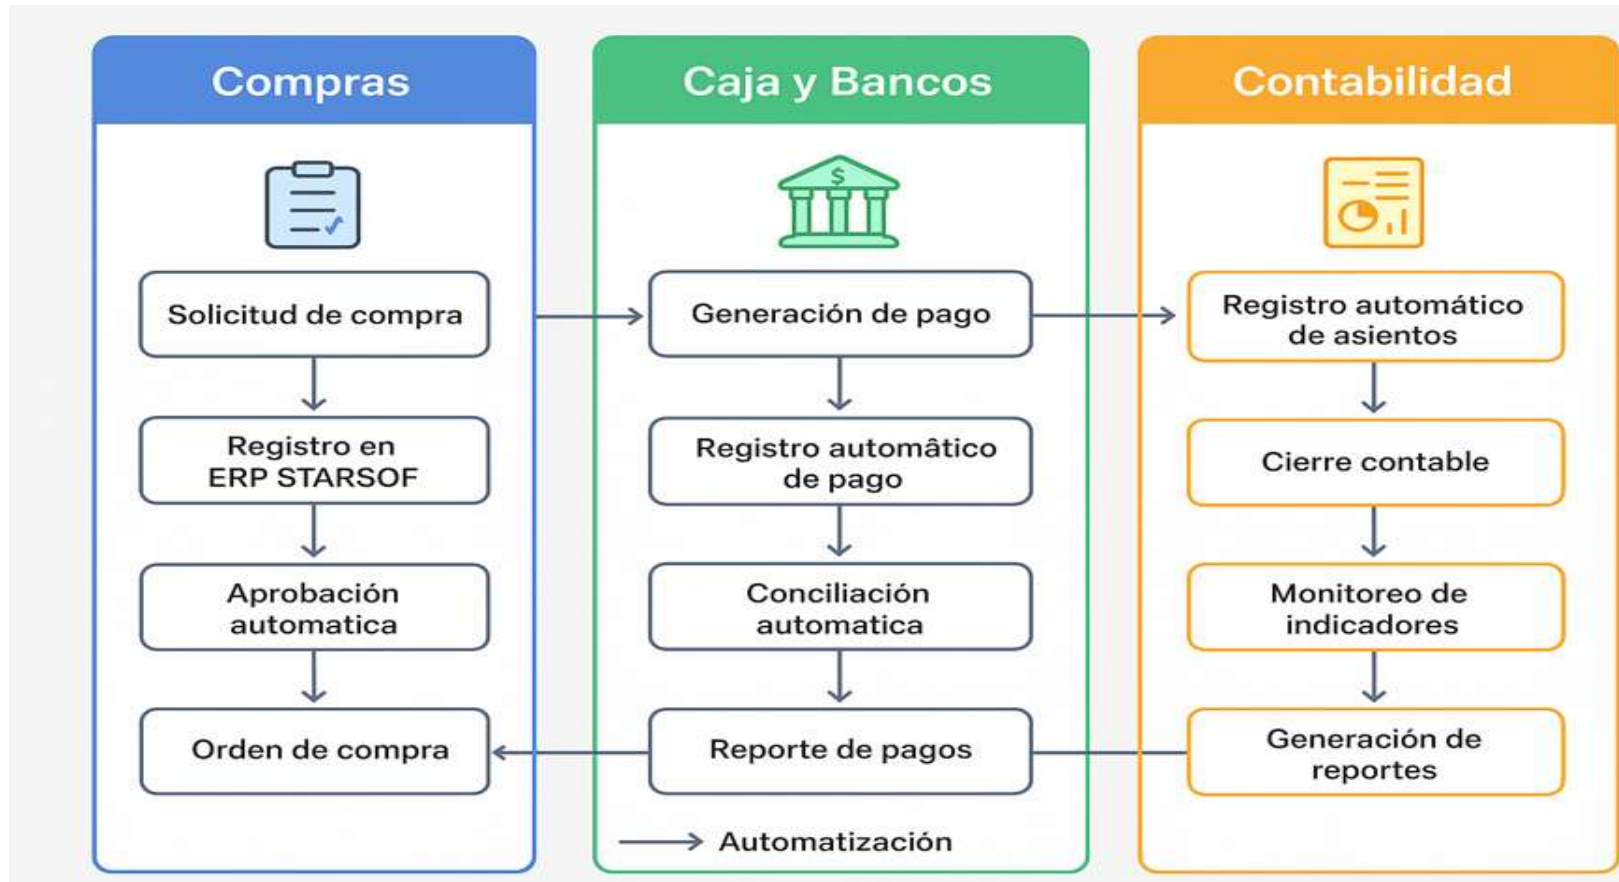 Compras
Solicitud de compra
Registro en
ERP STARSOF
Aprobación
automatica
Orden de compra
Caja y Bancos
$
Generación de pago
Registro automâtico
de pago
Conciliación
automatica
Reporte de pagos
Automatización
Contabilidad
Registro automático
de asientos
Cierre contable
Monitoreo de
indicadores
Generación de
reportes